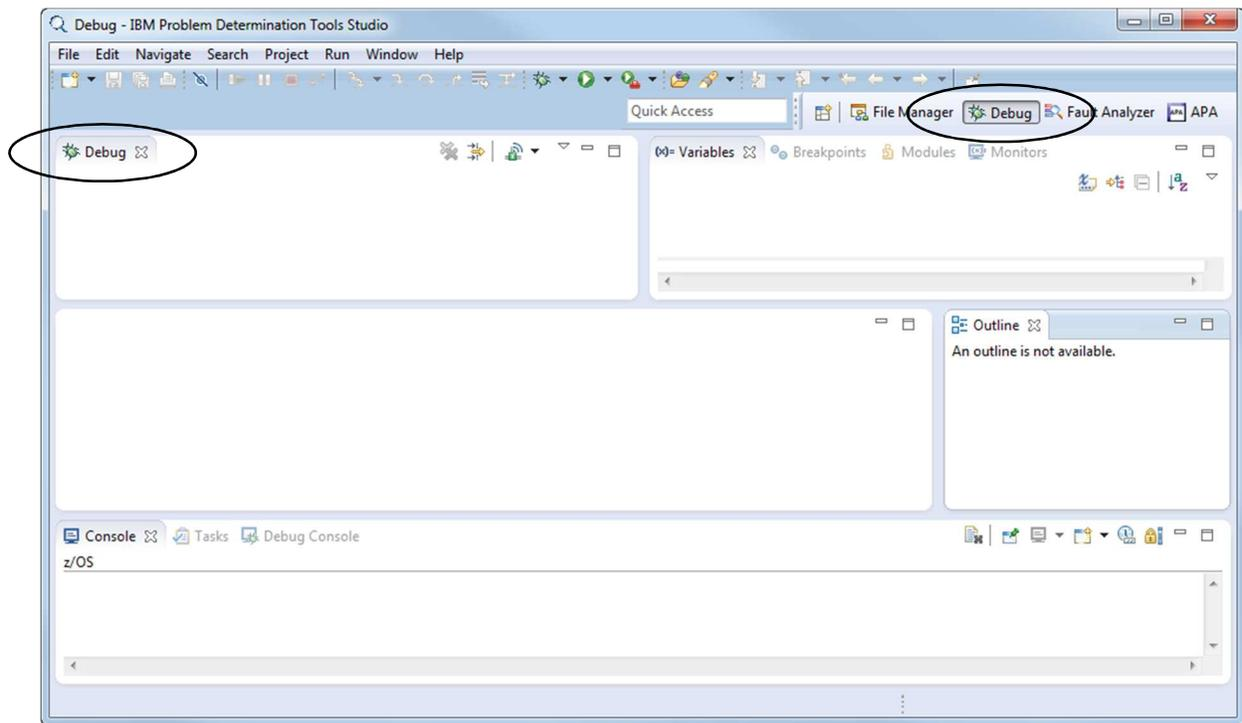 Debug - IBM Problem Determination Tools Studio
File Edit Navigate Search Project Run Window Help
Quick Access File Manager Debug Fault Analyzer APA APA
Debug
(x)= Variables Breakpoints Modules Monitors
Outline
An outline is not available.
Console Tasks Debug Console
z/OS